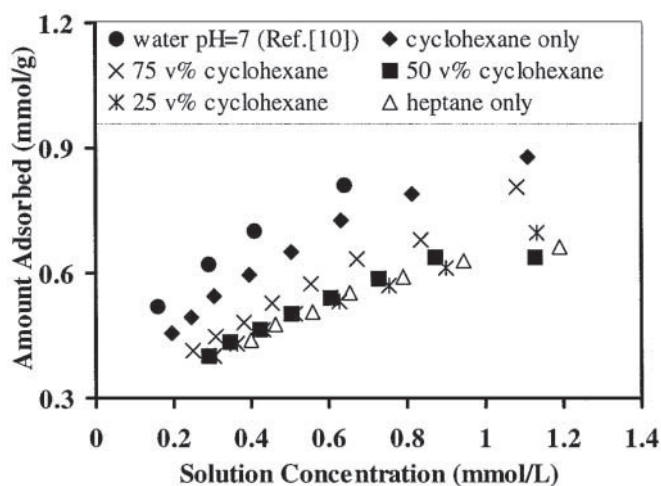 1.2
water pH=7 (Ref.[10]) cyclohexane only
75 v% cyclohexane 50 v% cyclohexane
25 v% cyclohexane heptane only
0.9
0.6
0.3
Amount Adsorbed (mmol/g)
0 0.2 0.4 0.6 0.8 1 1.2 1.4
Solution Concentration (mmol/L)